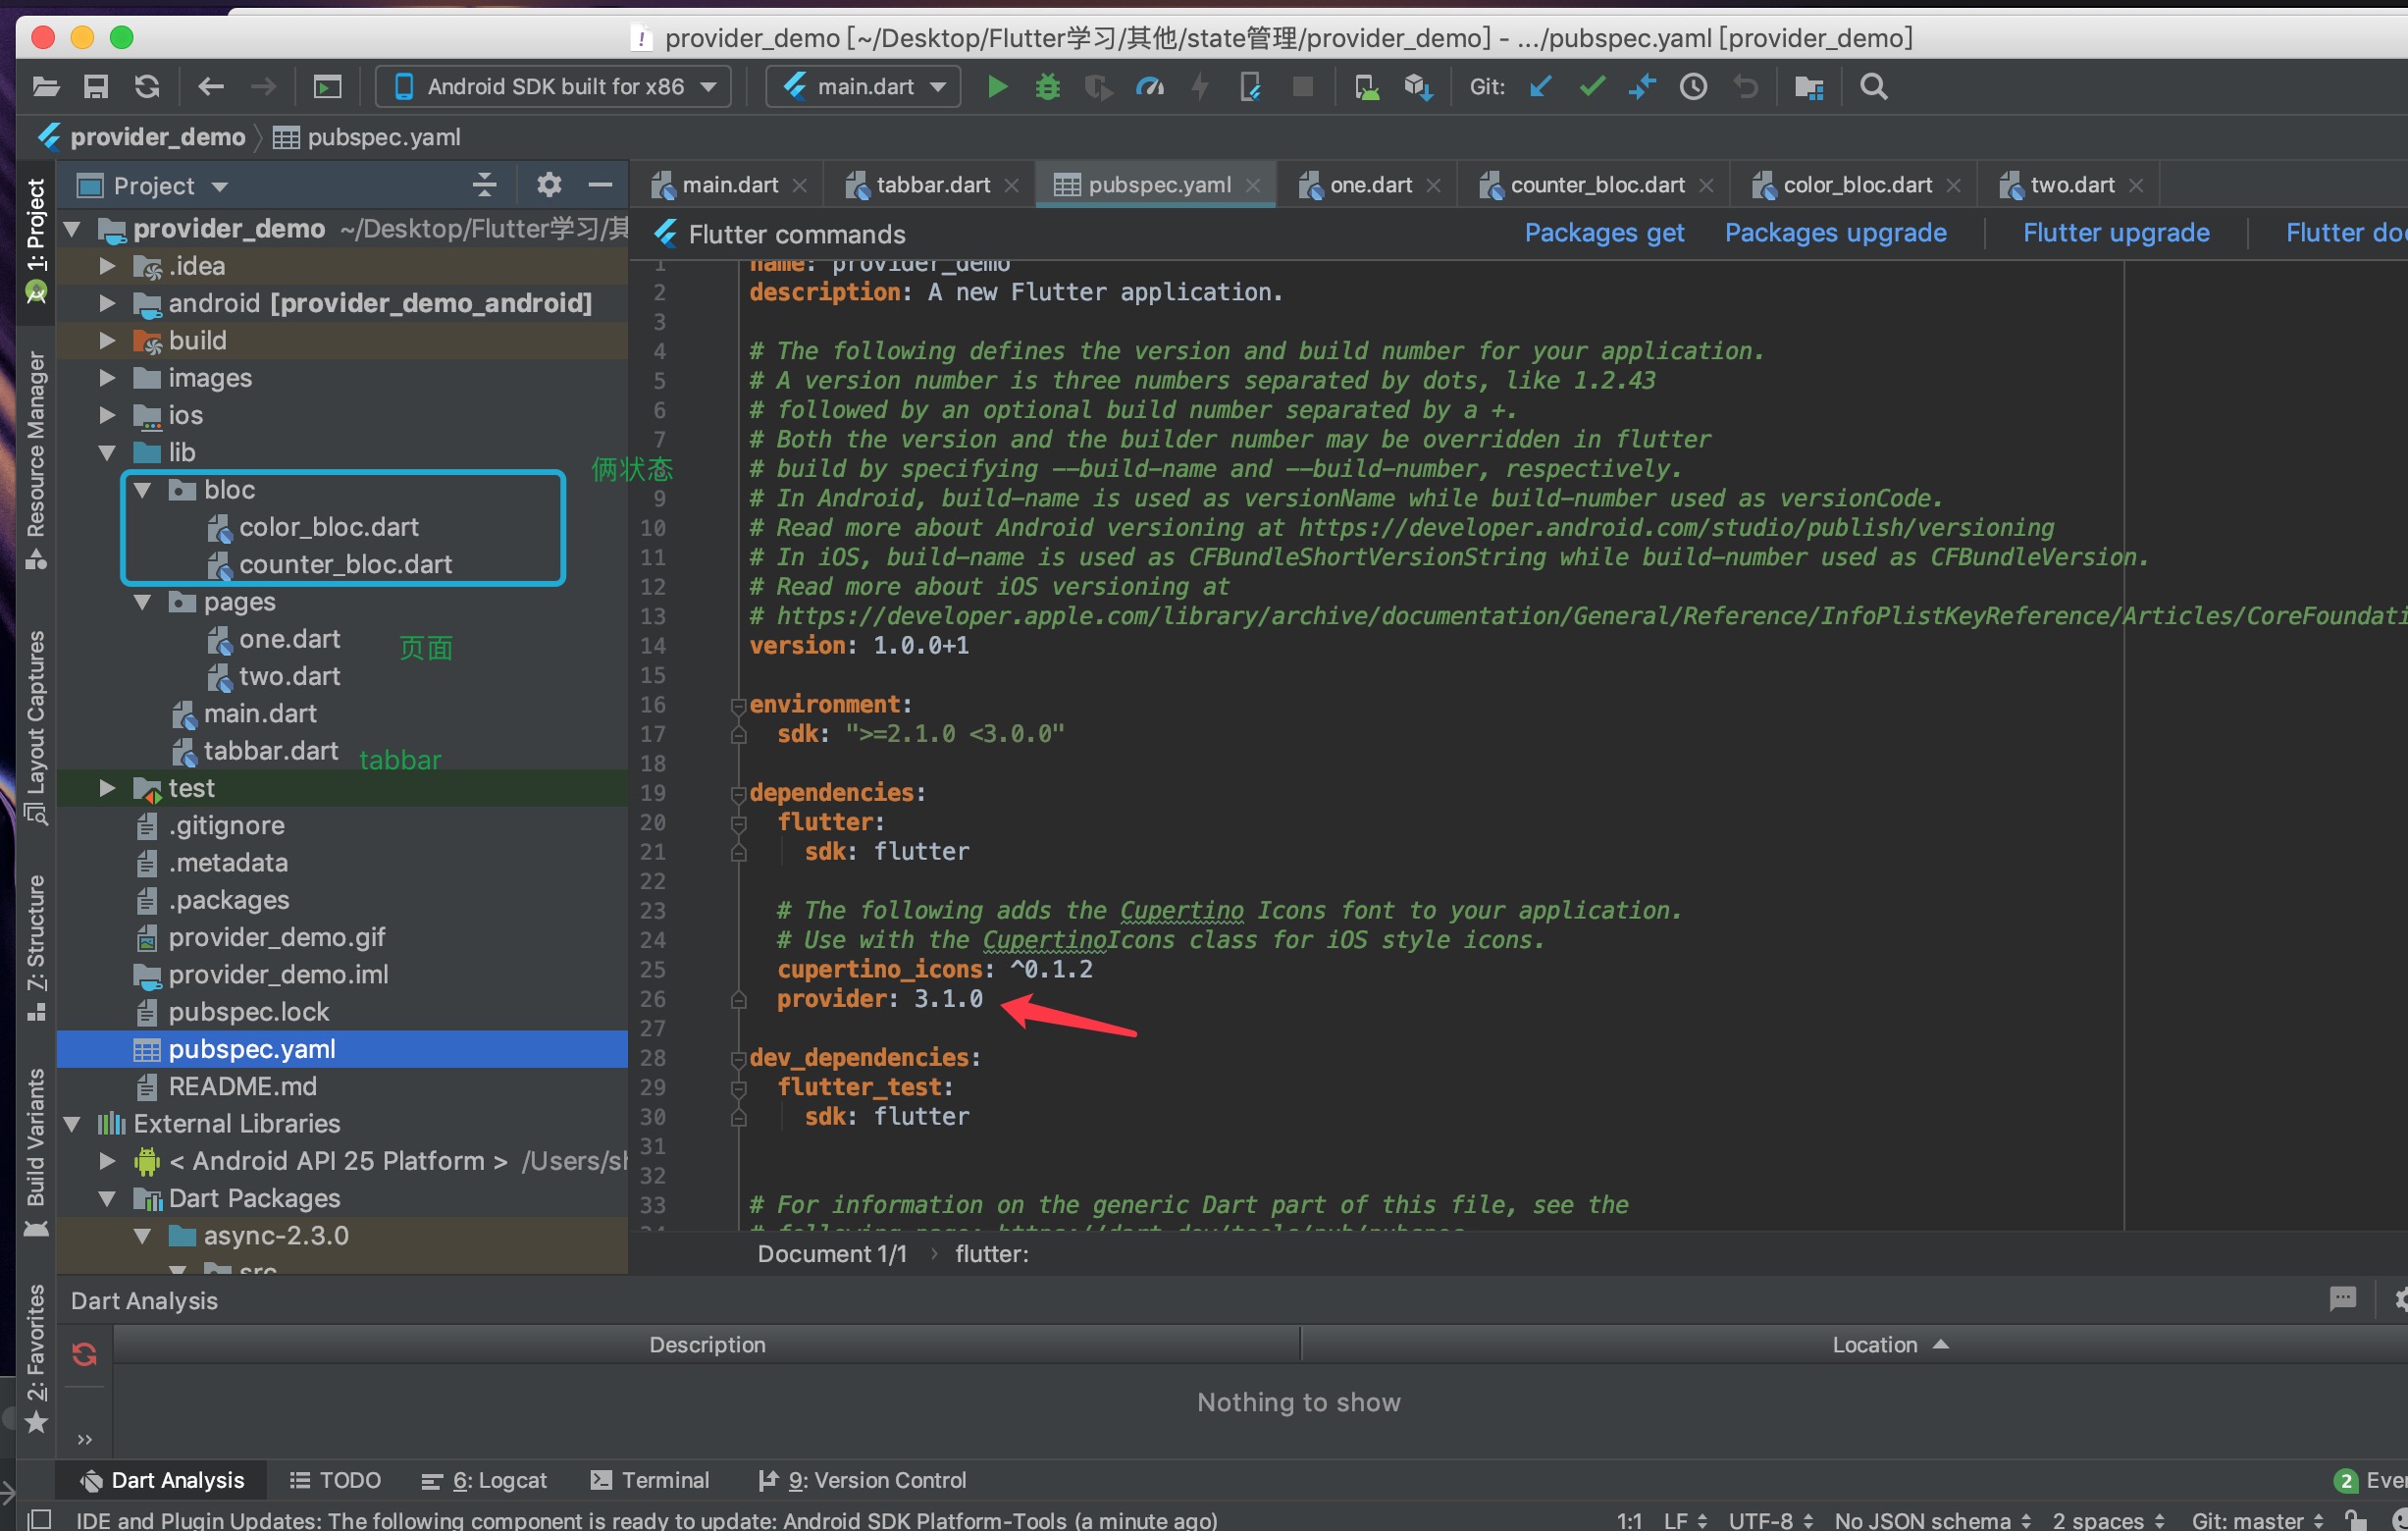 provider_demo [~/Desktop/Flutter学习/其他/state管理/provider_demo] - .../pubspec.yaml [provider_demo]
Android SDK built for x86
main.dart
Git:
provider_demo
pubspec.yaml
Project
main.dart
tabbar.dart
pubspec.yaml
one.dart
counter_bloc.dart
color_bloc.dart
two.dart
Flutter commands
Packages get
Packages upgrade
Flutter upgrade
Flutter doc
1: Project
Resource Manager
Layout Captures
Z: Structure
Build Variants
2: Favorites
provider_demo ~/Desktop/Flutter学习/其
.idea
android [provider_demo_android]
build
images
ios
lib
俩状态
bloc
color_bloc.dart
counter_bloc.dart
pages
one.dart
页面
two.dart
main.dart
tabbar.dart
tabbar
test
.gitignore
.metadata
.packages
provider_demo.gif
provider_demo.iml
pubspec.lock
pubspec.yaml
README.md
External Libraries
< Android API 25 Platform > /Users/sh
Dart Packages
async-2.3.0
src
1 name: provider_demo
2 description: A new Flutter application.
3
4 # The following defines the version and build number for your application.
5 # A version number is three numbers separated by dots, like 1.2.43
6 # followed by an optional build number separated by a +.
7 # Both the version and the builder number may be overridden in flutter
8 # build by specifying --build-name and --build-number, respectively.
9 # In Android, build-name is used as versionName while build-number used as versionCode.
10 # Read more about Android versioning at https://developer.android.com/studio/publish/versioning
11 # In iOS, build-name is used as CFBundleShortVersionString while build-number used as CFBundleVersion.
12 # Read more about iOS versioning at
13 # https://developer.apple.com/library/archive/documentation/General/Reference/InfoPlistKeyReference/Articles/CoreFoundati
14 version: 1.0.0+1
15
16 environment:
17 sdk: ">=2.1.0 <3.0.0"
18
19 dependencies:
20 flutter:
21 sdk: flutter
22
23 # The following adds the Cupertino Icons font to your application.
24 # Use with the CupertinoIcons class for iOS style icons.
25 cupertino_icons: ^0.1.2
26 provider: 3.1.0
27
28 dev_dependencies:
29 flutter_test:
30 sdk: flutter
31
32
33 # For information on the generic Dart part of this file, see the
34 # following page: https://dart.dev/tools/pub/pubspec
Document 1/1 › flutter:
Dart Analysis
Description
Location
Nothing to show
Dart Analysis
TODO
6: Logcat
Terminal
9: Version Control
2 Ever
IDE and Plugin Updates: The following component is ready to update: Android SDK Platform-Tools (a minute ago)
1:1 LF UTF-8 No JSON schema 2 spaces Git: master